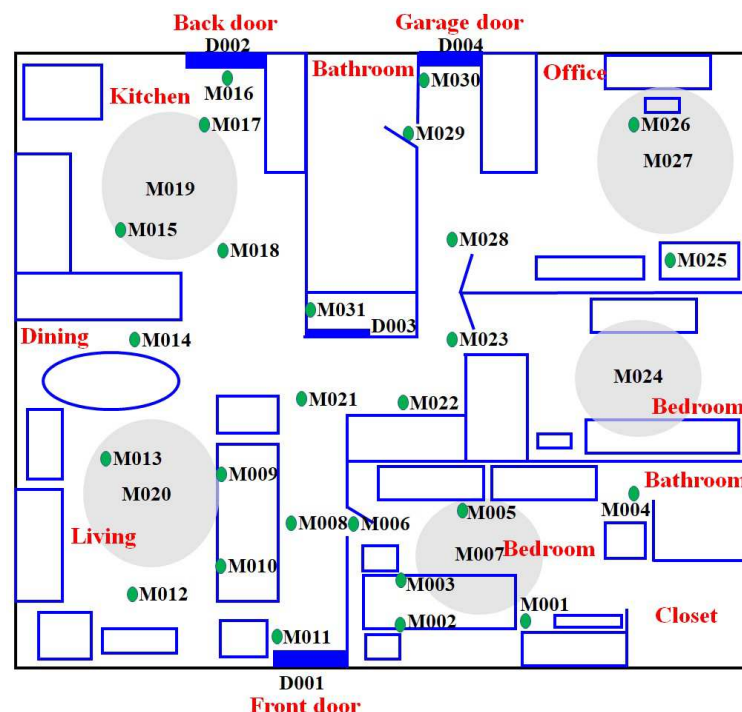 Back door
Garage door
D002
D004
Bathroom
Office
M030
M016
Kitchen
M017
M029
M026
M027
M019
M015
M018
M028
M025
M031
D003
Dining
M014
M023
M024
M021
M022
Bedroom
M013
M009
Bathroom
M020
M004
M005
M008
M006
Living
M007
Bedroom
M010
M003
M012
M002
M001
Closet
M011
D001
Front door